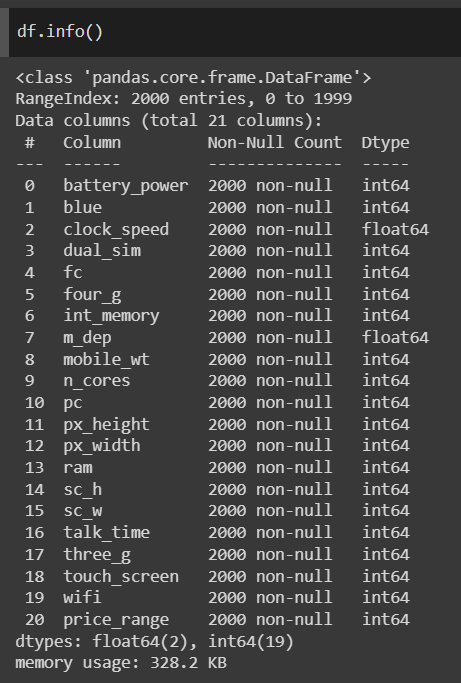 df.info()
<class 'pandas.core.frame.DataFrame'>
RangeIndex: 2000 entries, 0 to 1999
Data columns (total 21 columns):
 #   Column         Non-Null Count  Dtype
---  ------         --------------  -----
 0   battery_power  2000 non-null   int64
 1   blue           2000 non-null   int64
 2   clock_speed    2000 non-null   float64
 3   dual_sim       2000 non-null   int64
 4   fc             2000 non-null   int64
 5   four_g         2000 non-null   int64
 6   int_memory     2000 non-null   int64
 7   m_dep          2000 non-null   float64
 8   mobile_wt      2000 non-null   int64
 9   n_cores        2000 non-null   int64
 10  pc             2000 non-null   int64
 11  px_height      2000 non-null   int64
 12  px_width       2000 non-null   int64
 13  ram            2000 non-null   int64
 14  sc_h           2000 non-null   int64
 15  sc_w           2000 non-null   int64
 16  talk_time      2000 non-null   int64
 17  three_g        2000 non-null   int64
 18  touch_screen   2000 non-null   int64
 19  wifi           2000 non-null   int64
 20  price_range    2000 non-null   int64
dtypes: float64(2), int64(19)
memory usage: 328.2 KB